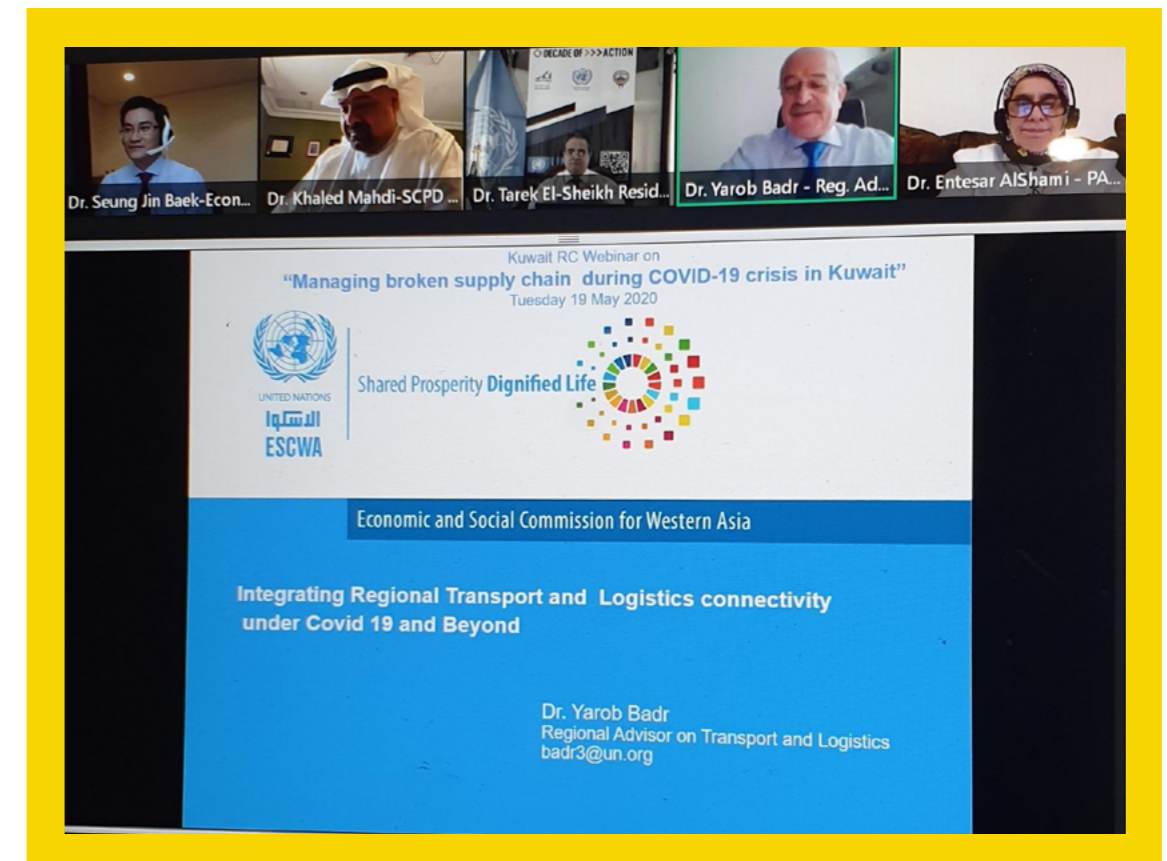 DECADE OF >>> ACTION
Dr. Seung Jin Baek-Econ...
Dr. Khaled Mahdi-SCPD ...
Dr. Tarek El-Sheikh Resid...
Dr. Yarob Badr - Reg. Ad...
Dr. Entesar AlShami - PA...
Kuwait RC Webinar on
“Managing broken supply chain during COVID-19 crisis in Kuwait”
Tuesday 19 May 2020
UNITED NATIONS
الاسكوا
ESCWA
Shared Prosperity Dignified Life
Economic and Social Commission for Western Asia
Integrating Regional Transport and Logistics connectivity
under Covid 19 and Beyond
Dr. Yarob Badr
Regional Advisor on Transport and Logistics
badr3@un.org